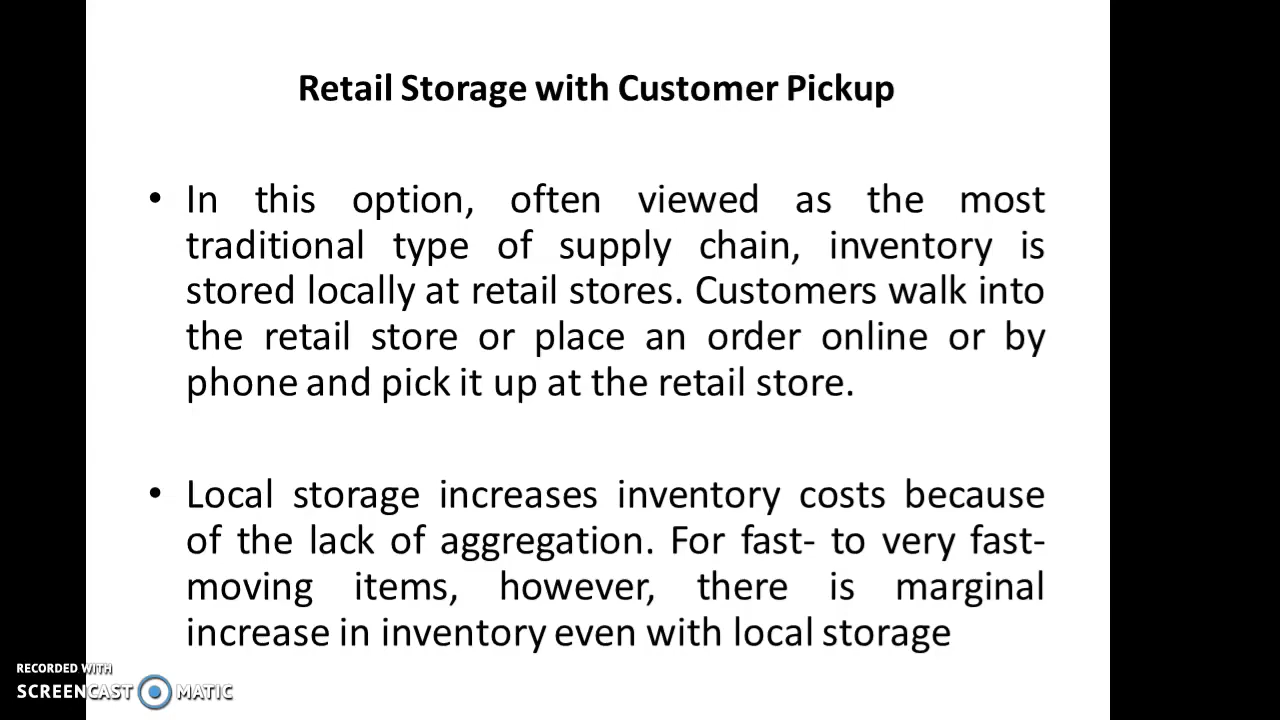 Retail Storage with Customer Pickup
• In this option, often viewed as the most
traditional type of supply chain, inventory is
stored locally at retail stores. Customers walk into
the retail store or place an order online or by
phone and pick it up at the retail store.
• Local storage increases inventory costs because
of the lack of aggregation. For fast- to very fast-
moving items, however, there is marginal
increase in inventory even with local storage
RECORDED WITH
SCREENCAST MATIC